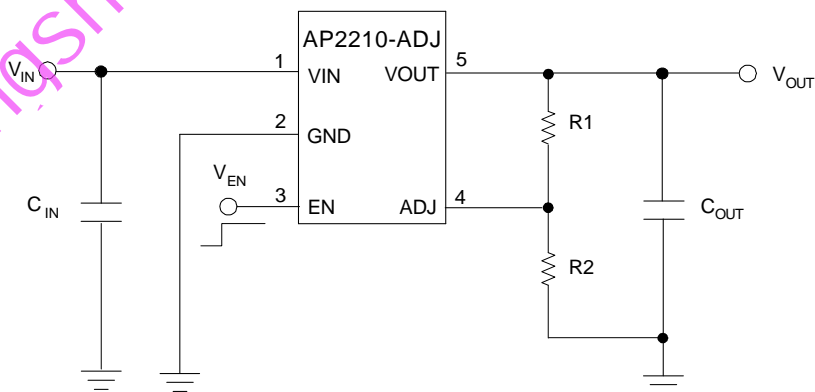 AP2210-ADJ
V_IN 1 VIN VOUT 5 V_OUT
R1
2 GND
V_EN
3 EN ADJ 4
C_IN C_OUT
R2